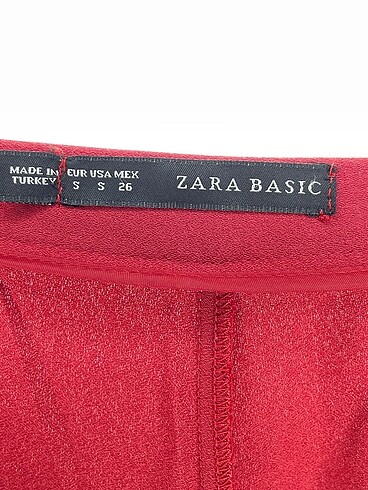 MADE IN
TURKEY
EUR USA MEX
S S 26
ZARA BASIC